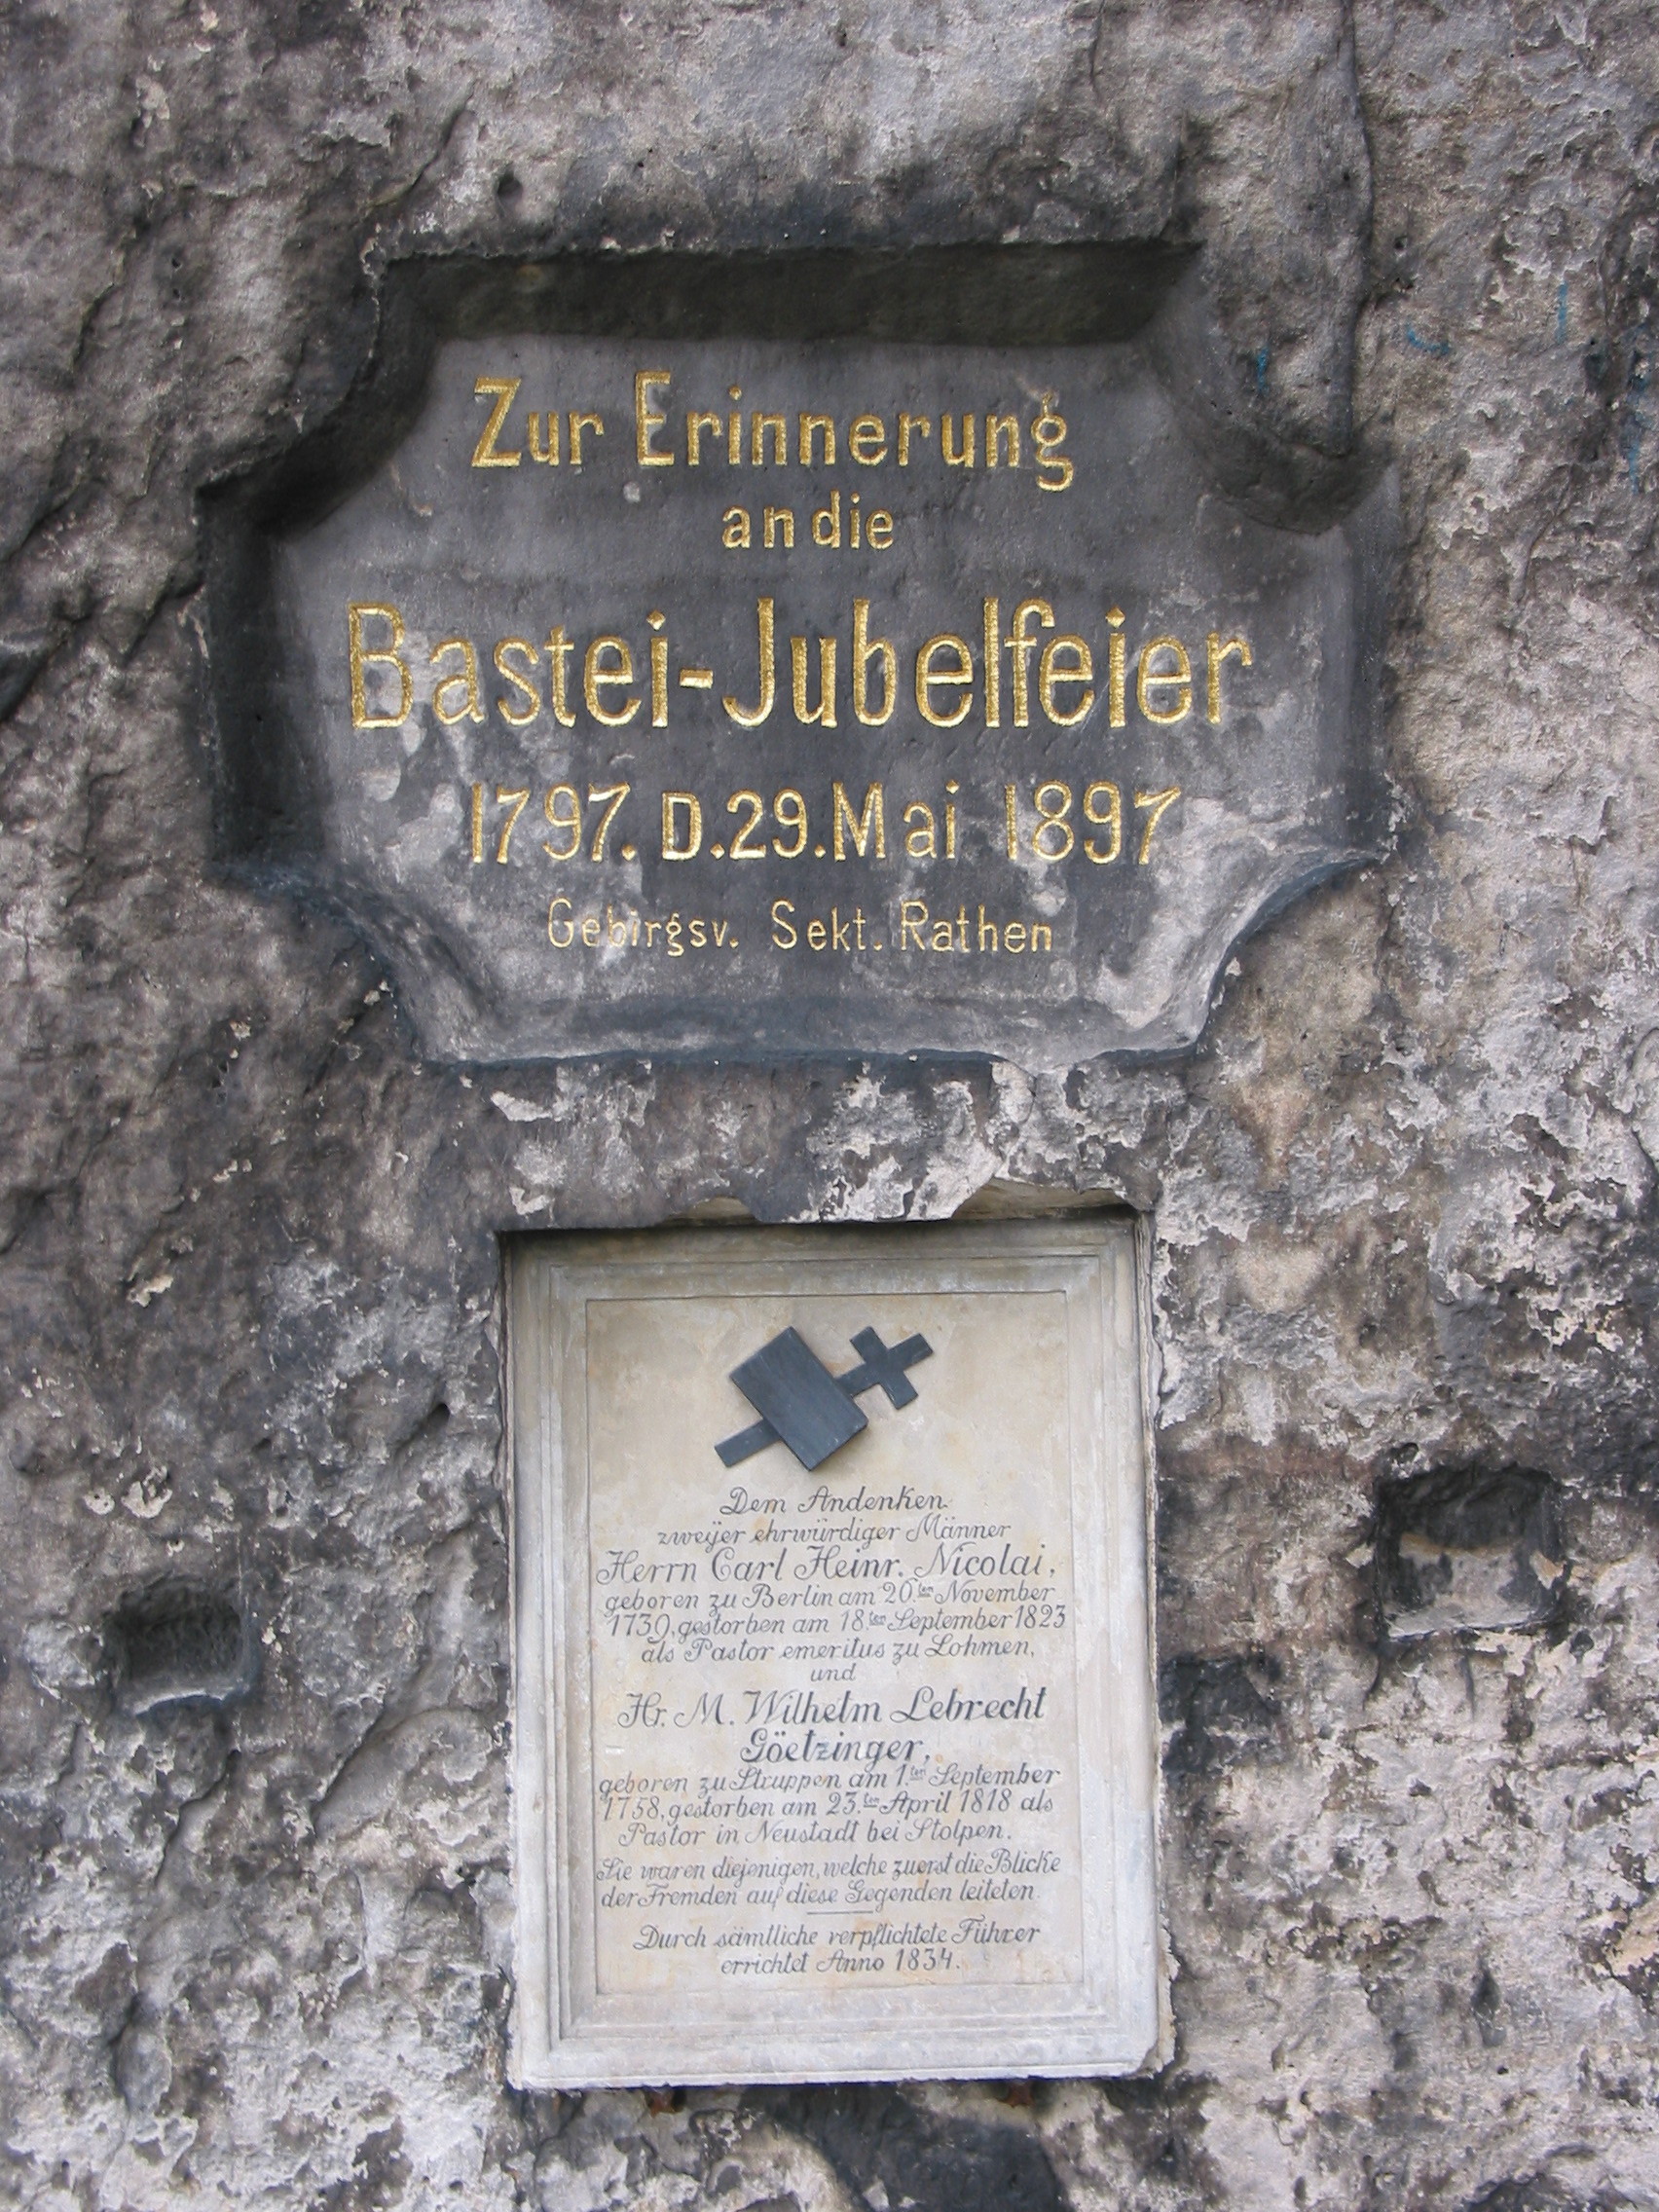 Zur Erinnerung
an die
Bastei-Jubelfeier
1797. D. 29. Mai 1897
Gebirgsv. Sekt. Rathen
Dem Andenken
zweÿer ehrwürdiger Männer
Herrn Carl Heinr. Nicolai,
geboren zu Berlin am 20.ten November
1739, gestorben am 18.ten September 1823
als Pastor emeritus zu Lohmen,
und
Hr. M. Wilhelm Lebrecht
Göetzinger,
geboren zu Struppen am 1.ten September
1758, gestorben am 23.ten April 1818 als
Pastor in Neustadt bei Stolpen.
Sie waren diejenigen, welche zuerst die Blicke
der Fremden auf diese Gegenden leiteten.
Durch sämtliche verpflichtete Führer
errichtet Anno 1834.